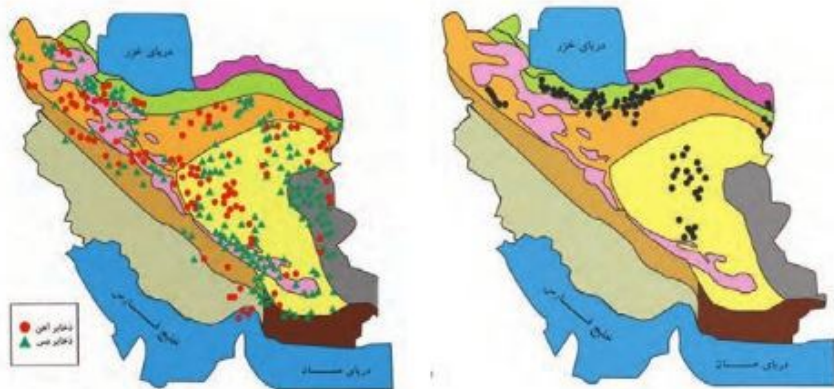 دریای خزر
خلیج فارس
ذخایر آهن
ذخایر مس
دریای عمان
دریای خزر
خلیج فارس
دریای عمان